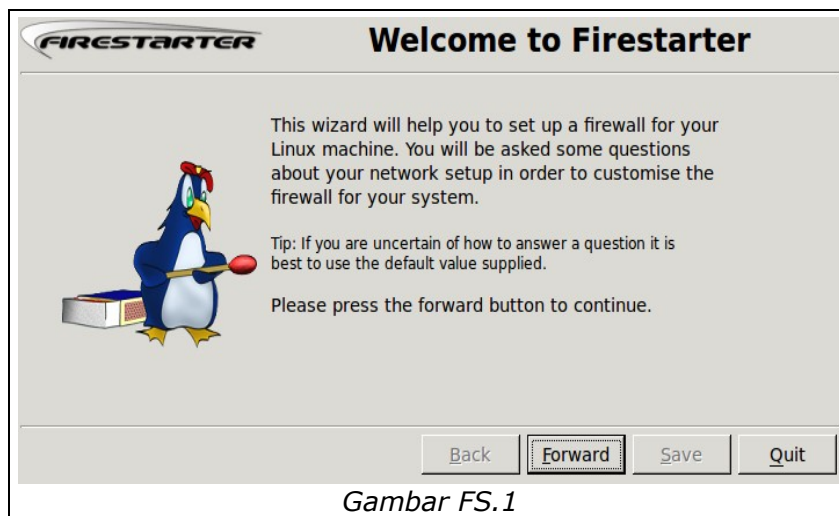 FIRESTARTER
Welcome to Firestarter
This wizard will help you to set up a firewall for your
Linux machine. You will be asked some questions
about your network setup in order to customise the
firewall for your system.
Tip: If you are uncertain of how to answer a question it is
best to use the default value supplied.
Please press the forward button to continue.
Back Forward Save Quit
Gambar FS.1